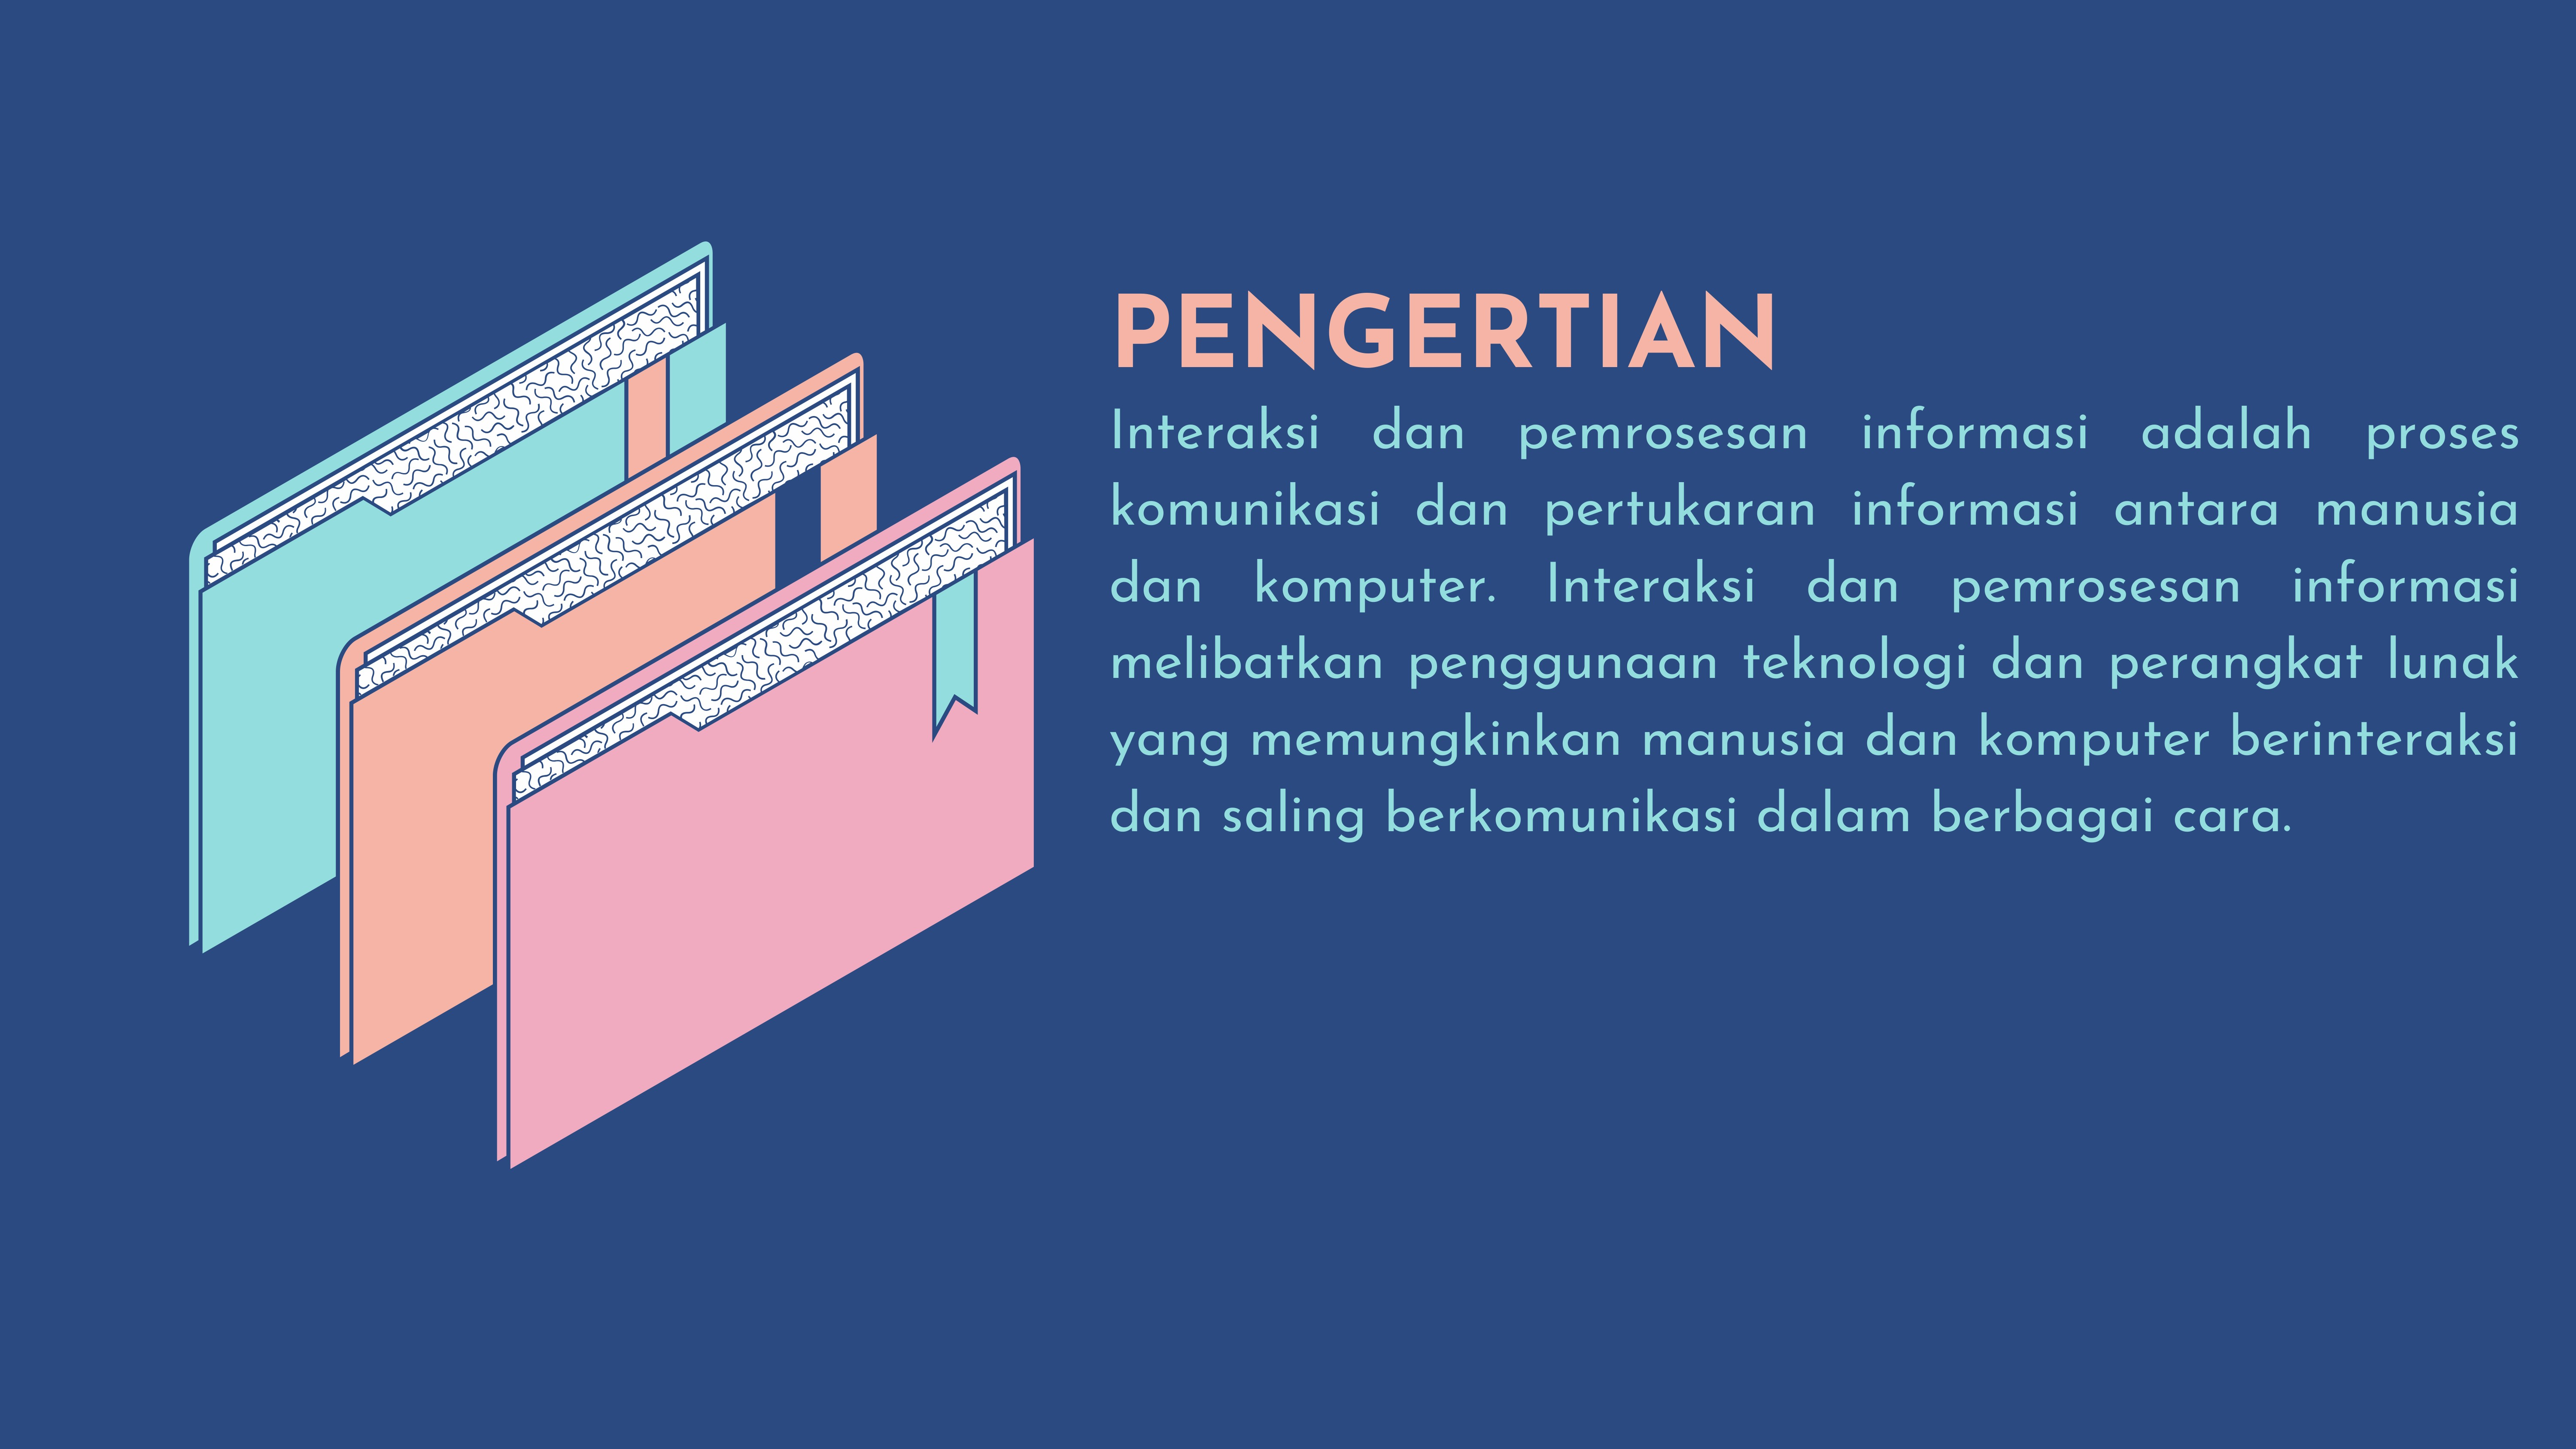 PENGERTIAN
Interaksi dan pemrosesan informasi adalah proses
komunikasi dan pertukaran informasi antara manusia
dan komputer. Interaksi dan pemrosesan informasi
melibatkan penggunaan teknologi dan perangkat lunak
yang memungkinkan manusia dan komputer berinteraksi
dan saling berkomunikasi dalam berbagai cara.